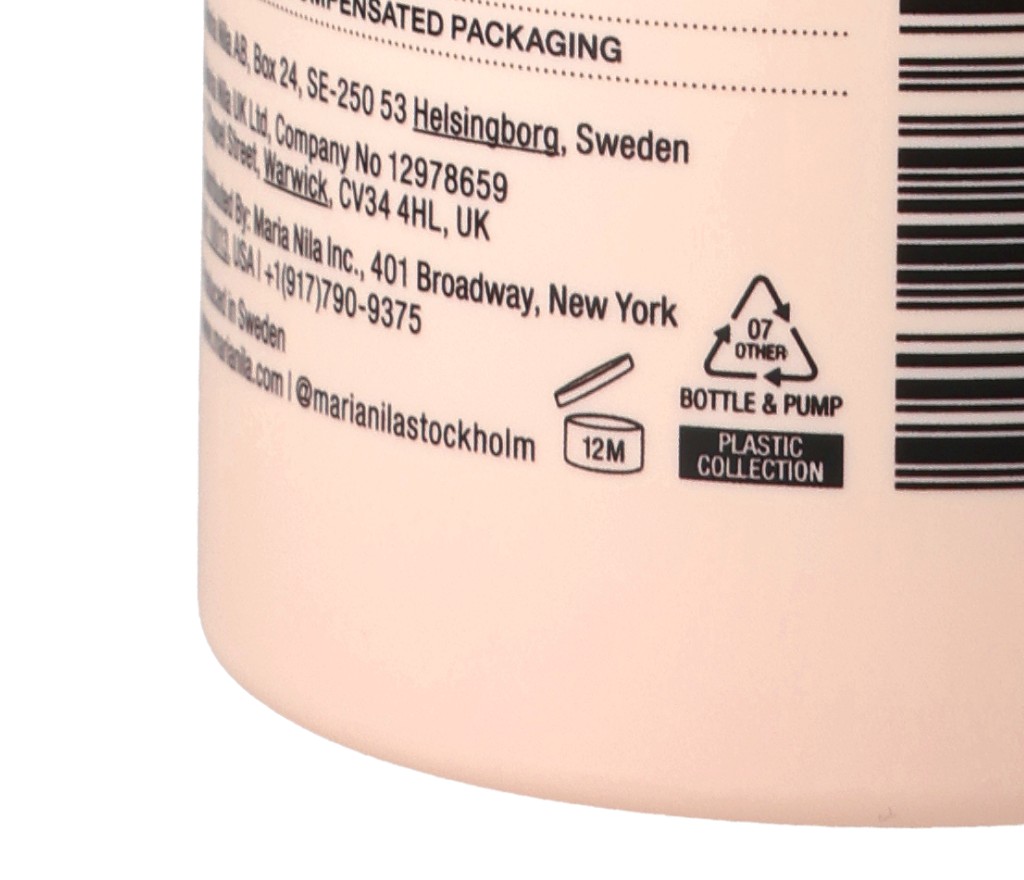 PACKAGING
AB, Box 24, SE-250 53 Helsingborg, Sweden
UK Ltd, Company No 12978659
Street, Warwick, CV34 4HL, UK
By: Maria Nila Inc., 401 Broadway, New York
USA | +1(917)790-9375
in Sweden
| @marianilastockholm
12M
07
OTHER
BOTTLE & PUMP
PLASTIC
COLLECTION